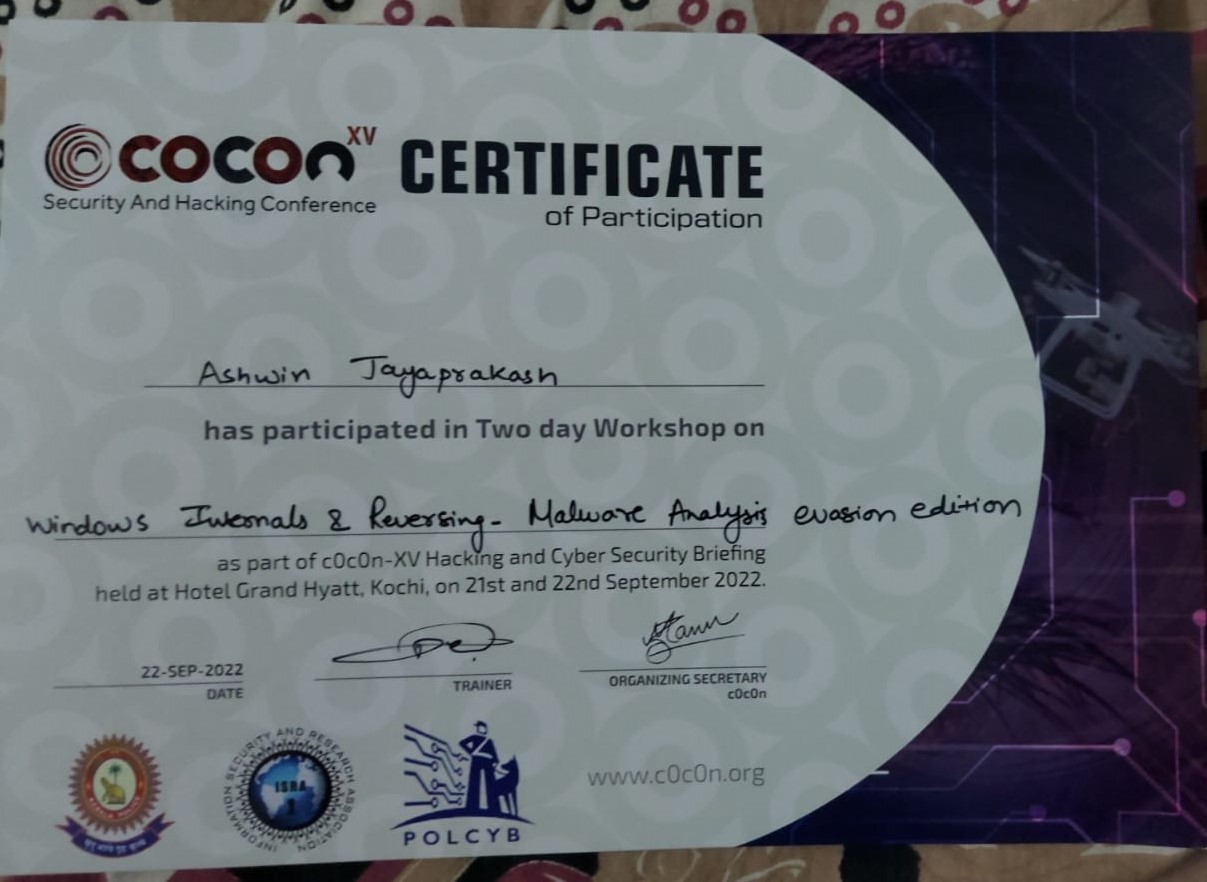 COCON XV
Security And Hacking Conference
CERTIFICATE
of Participation
Ashwin Jayaprakash
has participated in Two day Workshop on
Windows Internals & Reversing - Malware Analysis evasion edition
as part of c0c0n-XV Hacking and Cyber Security Briefing
held at Hotel Grand Hyatt, Kochi, on 21st and 22nd September 2022.
22-SEP-2022
DATE
TRAINER
ORGANIZING SECRETARY
c0c0n
INFORMATION SECURITY AND RESEARCH ASSOCIATION
ISRA
POLCYB
www.c0c0n.org